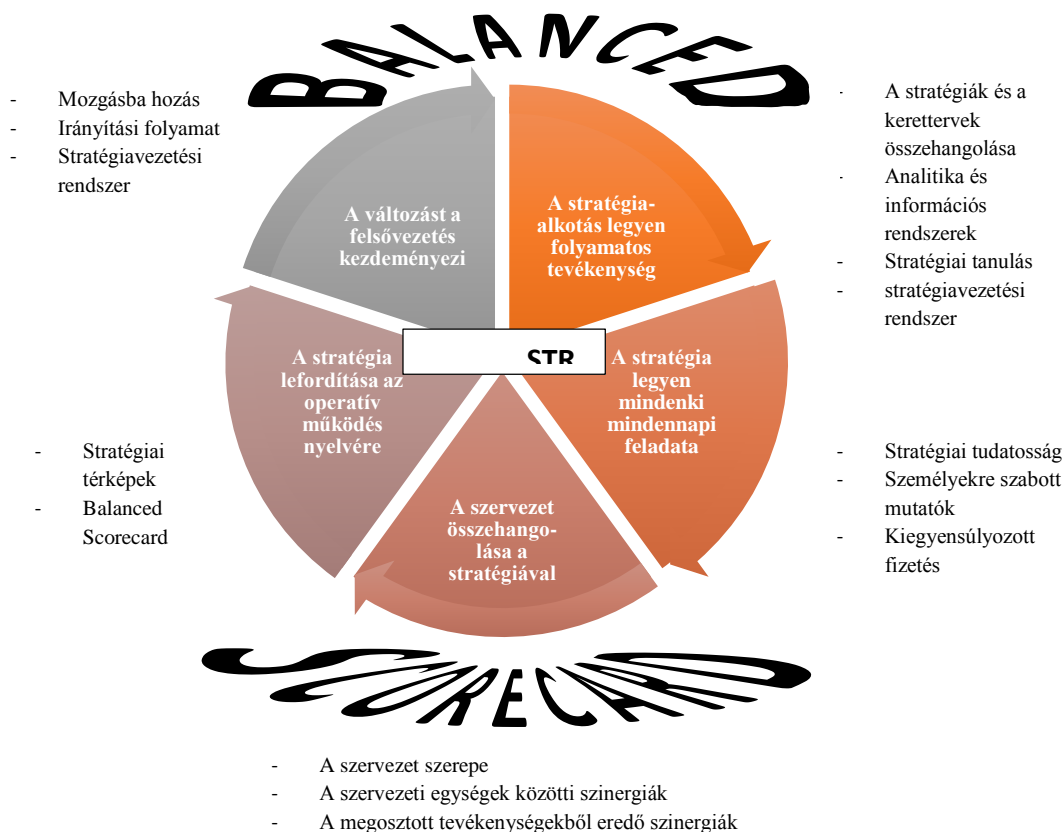 BALANCED
- Mozgásba hozás
- Irányítási folyamat
- Stratégiavezetési
rendszer
- A stratégiák és a
kerettervek
összehangolása
- Analitika és
információs
rendszerek
- Stratégiai tanulás
- stratégiavezetési
rendszer
A változást a
felsővezetés
kezdeményezi
A stratégia-
alkotás legyen
folyamatos
tevékenység
STR
A stratégia
lefordítása az
operatív
működés
nyelvére
A stratégia
legyen
mindenki
mindennapi
feladata
A szervezet
összehango-
lása a
stratégiával
- Stratégiai
térképek
- Balanced
Scorecard
- Stratégiai tudatosság
- Személyekre szabott
mutatók
- Kiegyensúlyozott
fizetés
SCORECARD
- A szervezet szerepe
- A szervezeti egységek közötti szinergiák
- A megosztott tevékenységekből eredő szinergiák